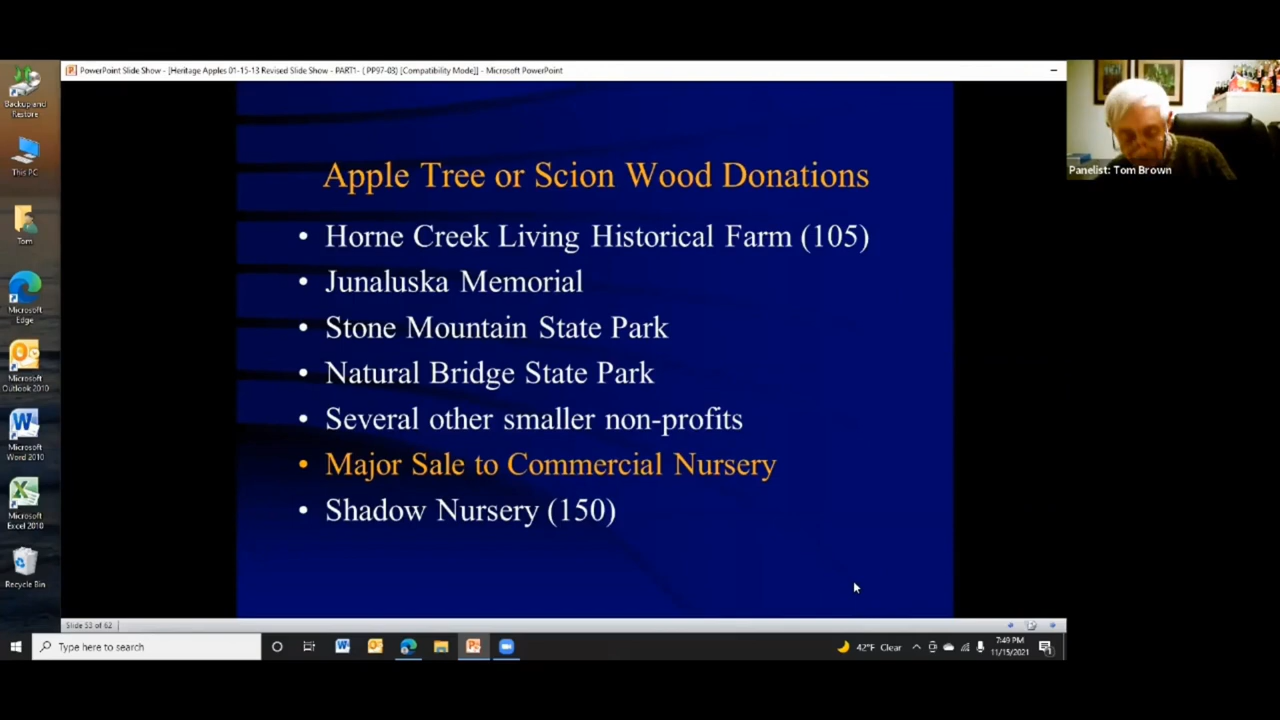 PowerPoint Slide Show - [Heritage Apples 01-15-13 Revised Slide Show - PART1- ( PP97-03) [Compatibility Mode]] - Microsoft PowerPoint
Backup and
Restore
This PC
Tom
Microsoft
Edge
Microsoft
Outlook 2010
Microsoft
Word 2010
Microsoft
Excel 2010
Recycle Bin
Apple Tree or Scion Wood Donations
• Horne Creek Living Historical Farm (105)
• Junaluska Memorial
• Stone Mountain State Park
• Natural Bridge State Park
• Several other smaller non-profits
• Major Sale to Commercial Nursery
• Shadow Nursery (150)
Panelist: Tom Brown
Slide 53 of 62
Type here to search
42°F Clear
7:49 PM
11/15/2021